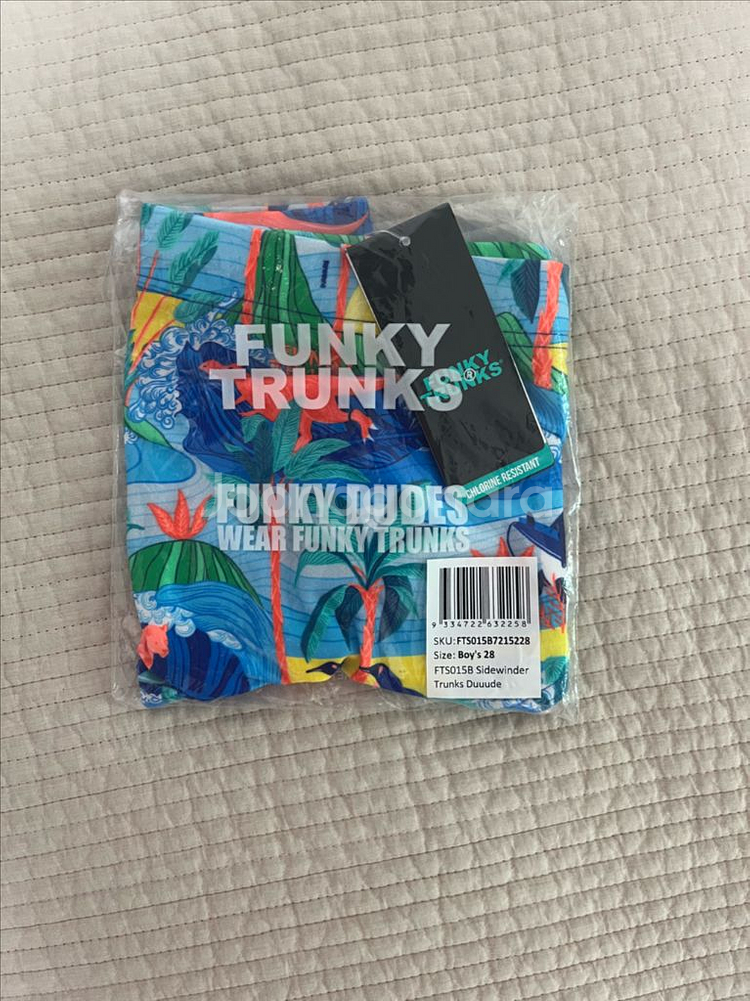 FUNKY
TRUNKS®
FUNKY
TRUNKS®
CHLORINE RESISTANT
FUNKY DUDES
WEAR FUNKY TRUNKS
9 334722 632258
SKU:FTS015B7215228
Size: Boy's 28
FTS015B Sidewinder
Trunks Duuude